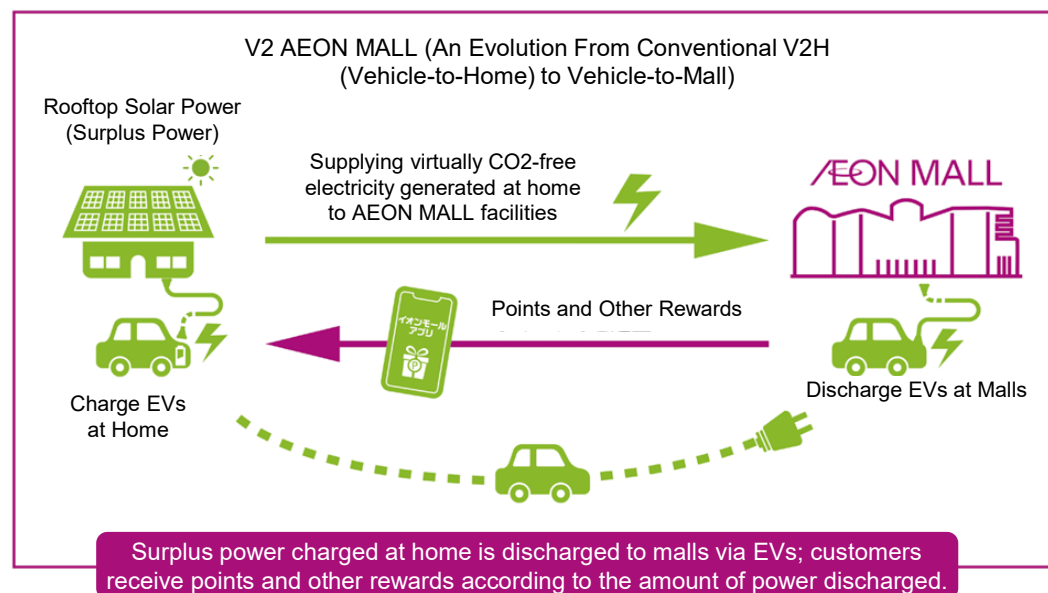 V2 AEON MALL (An Evolution From Conventional V2H
(Vehicle-to-Home) to Vehicle-to-Mall)
Rooftop Solar Power
(Surplus Power)
Supplying virtually CO2-free
electricity generated at home
to AEON MALL facilities
ÆON MALL
イオンモール
アプリ
P
Points and Other Rewards
Charge EVs
at Home
Discharge EVs at Malls
Surplus power charged at home is discharged to malls via EVs; customers
receive points and other rewards according to the amount of power discharged.